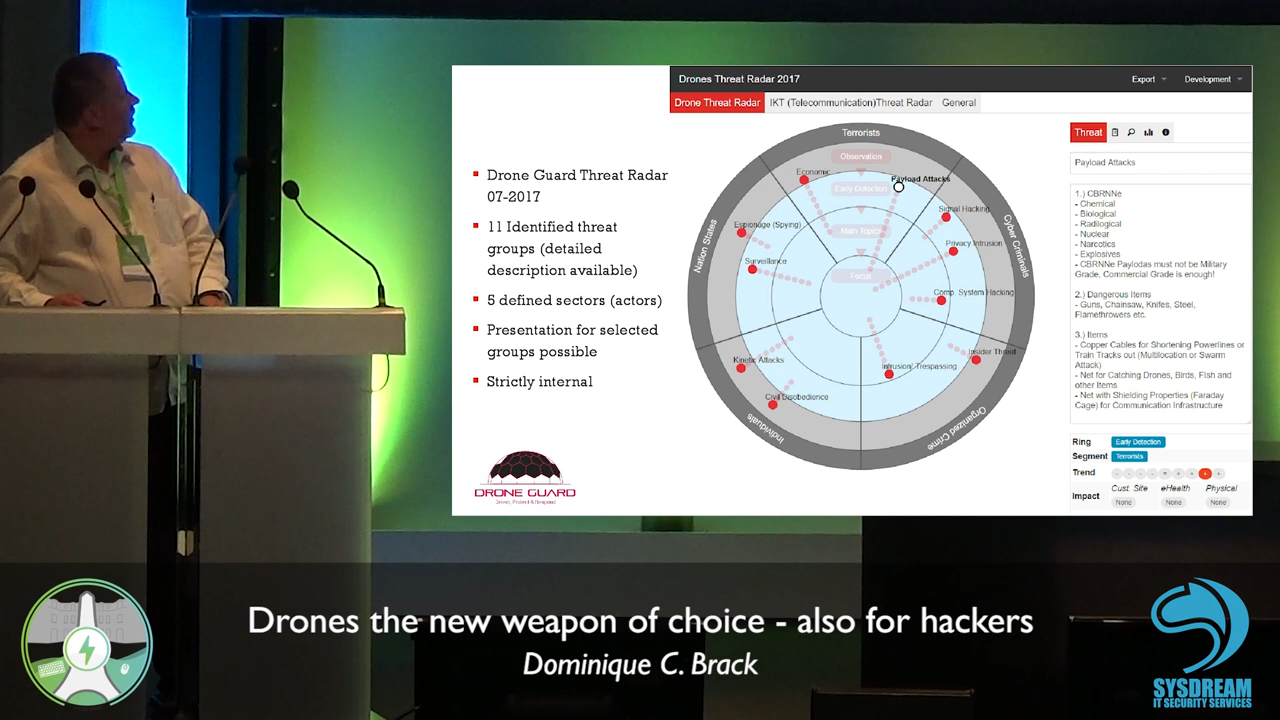 Drones Threat Radar 2017
Export
Development
Drone Threat Radar
IKT (Telecommunication)Threat Radar
General
Drone Guard Threat Radar
07-2017
11 Identified threat
groups (detailed
description available)
5 defined sectors (actors)
Presentation for selected
groups possible
Strictly internal
DRONE GUARD
Detect, Protect & Respond
Terrorists
Observation
Economic
Payload Attacks
Early Detection
Signal Hacking
Espionage (Spying)
Main Topics
Nation States
Cyber Criminals
Privacy Intrusion
Surveillance
Focus
Comp. System Hacking
Kinetic Attacks
Insider Threat
Intrusion/ Trespassing
Civil Disobedience
Individuals
Organized Crime
Threat
Payload Attacks
1.) CBRNNe
- Chemical
- Biological
- Radilogical
- Nuclear
- Narcotics
- Explosives
- CBRNNe Paylodas must not be Military
Grade, Commercial Grade is enough!
2.) Dangerous Items
- Guns, Chainsaw, Knifes, Steel,
Flamethrowers etc.
3.) Items
- Copper Cables for Shortening Powerlines or
Train Tracks out (Multilocation or Swarm
Attack)
- Net for Catching Drones, Birds, FIsh and
other Items
- Net with Shielding Properties (Faraday
Cage) for Communication Infrastructure
Ring Early Detection
Segment Terrorists
Trend
Cust. Site eHealth Physical
Impact
None None None
Drones the new weapon of choice - also for hackers
Dominique C. Brack
SYSDREAM
IT SECURITY SERVICES